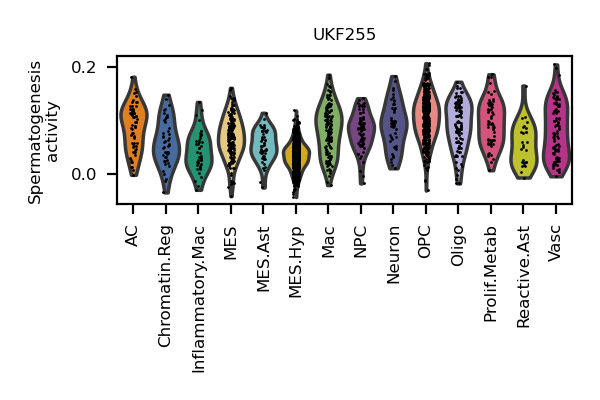 UKF255
Spermatogenesis
activity
0.2
0.0
AC
Chromatin.Reg
Inflammatory.Mac
MES
MES.Ast
MES.Hyp
Mac
NPC
Neuron
OPC
Oligo
Prolif.Metab
Reactive.Ast
Vasc